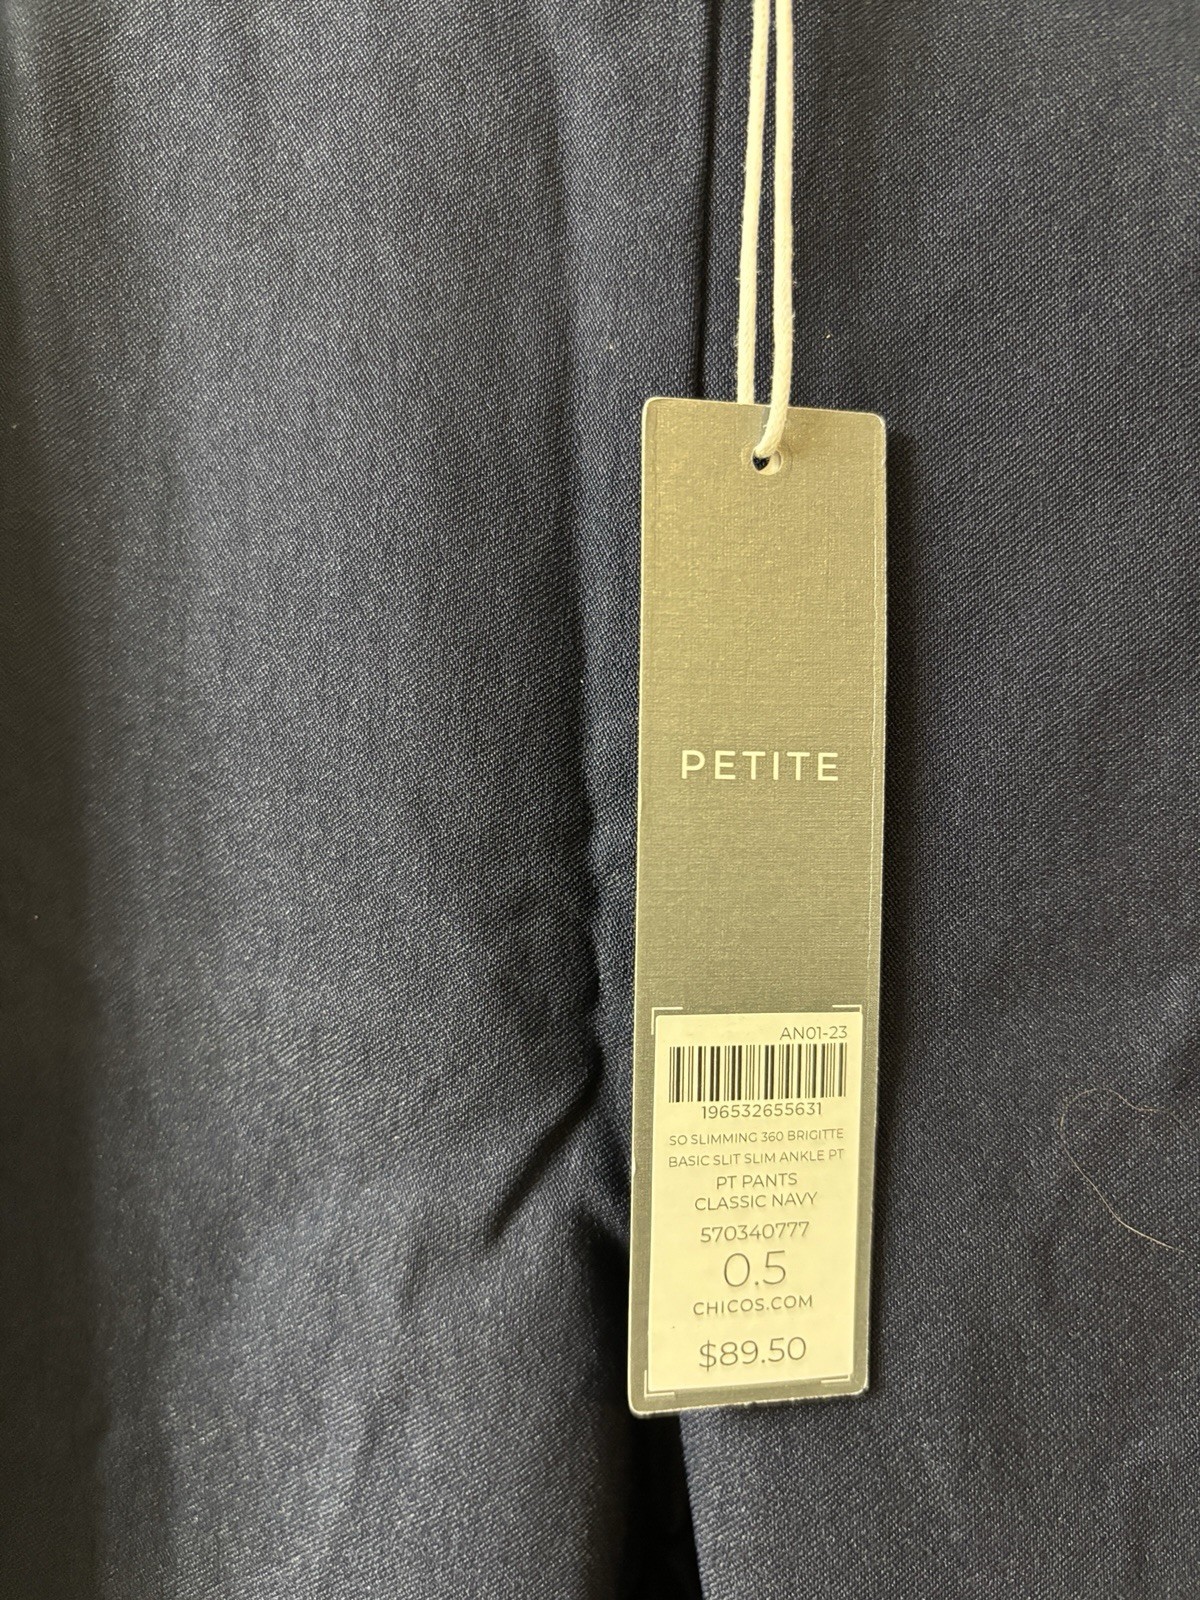 PETITE
AN01-23
196532655631
SO SLIMMING 360 BRIGITTE
BASIC SLIT SLIM ANKLE PT
PT PANTS
CLASSIC NAVY
570340777
0.5
CHICOS.COM
$89.50